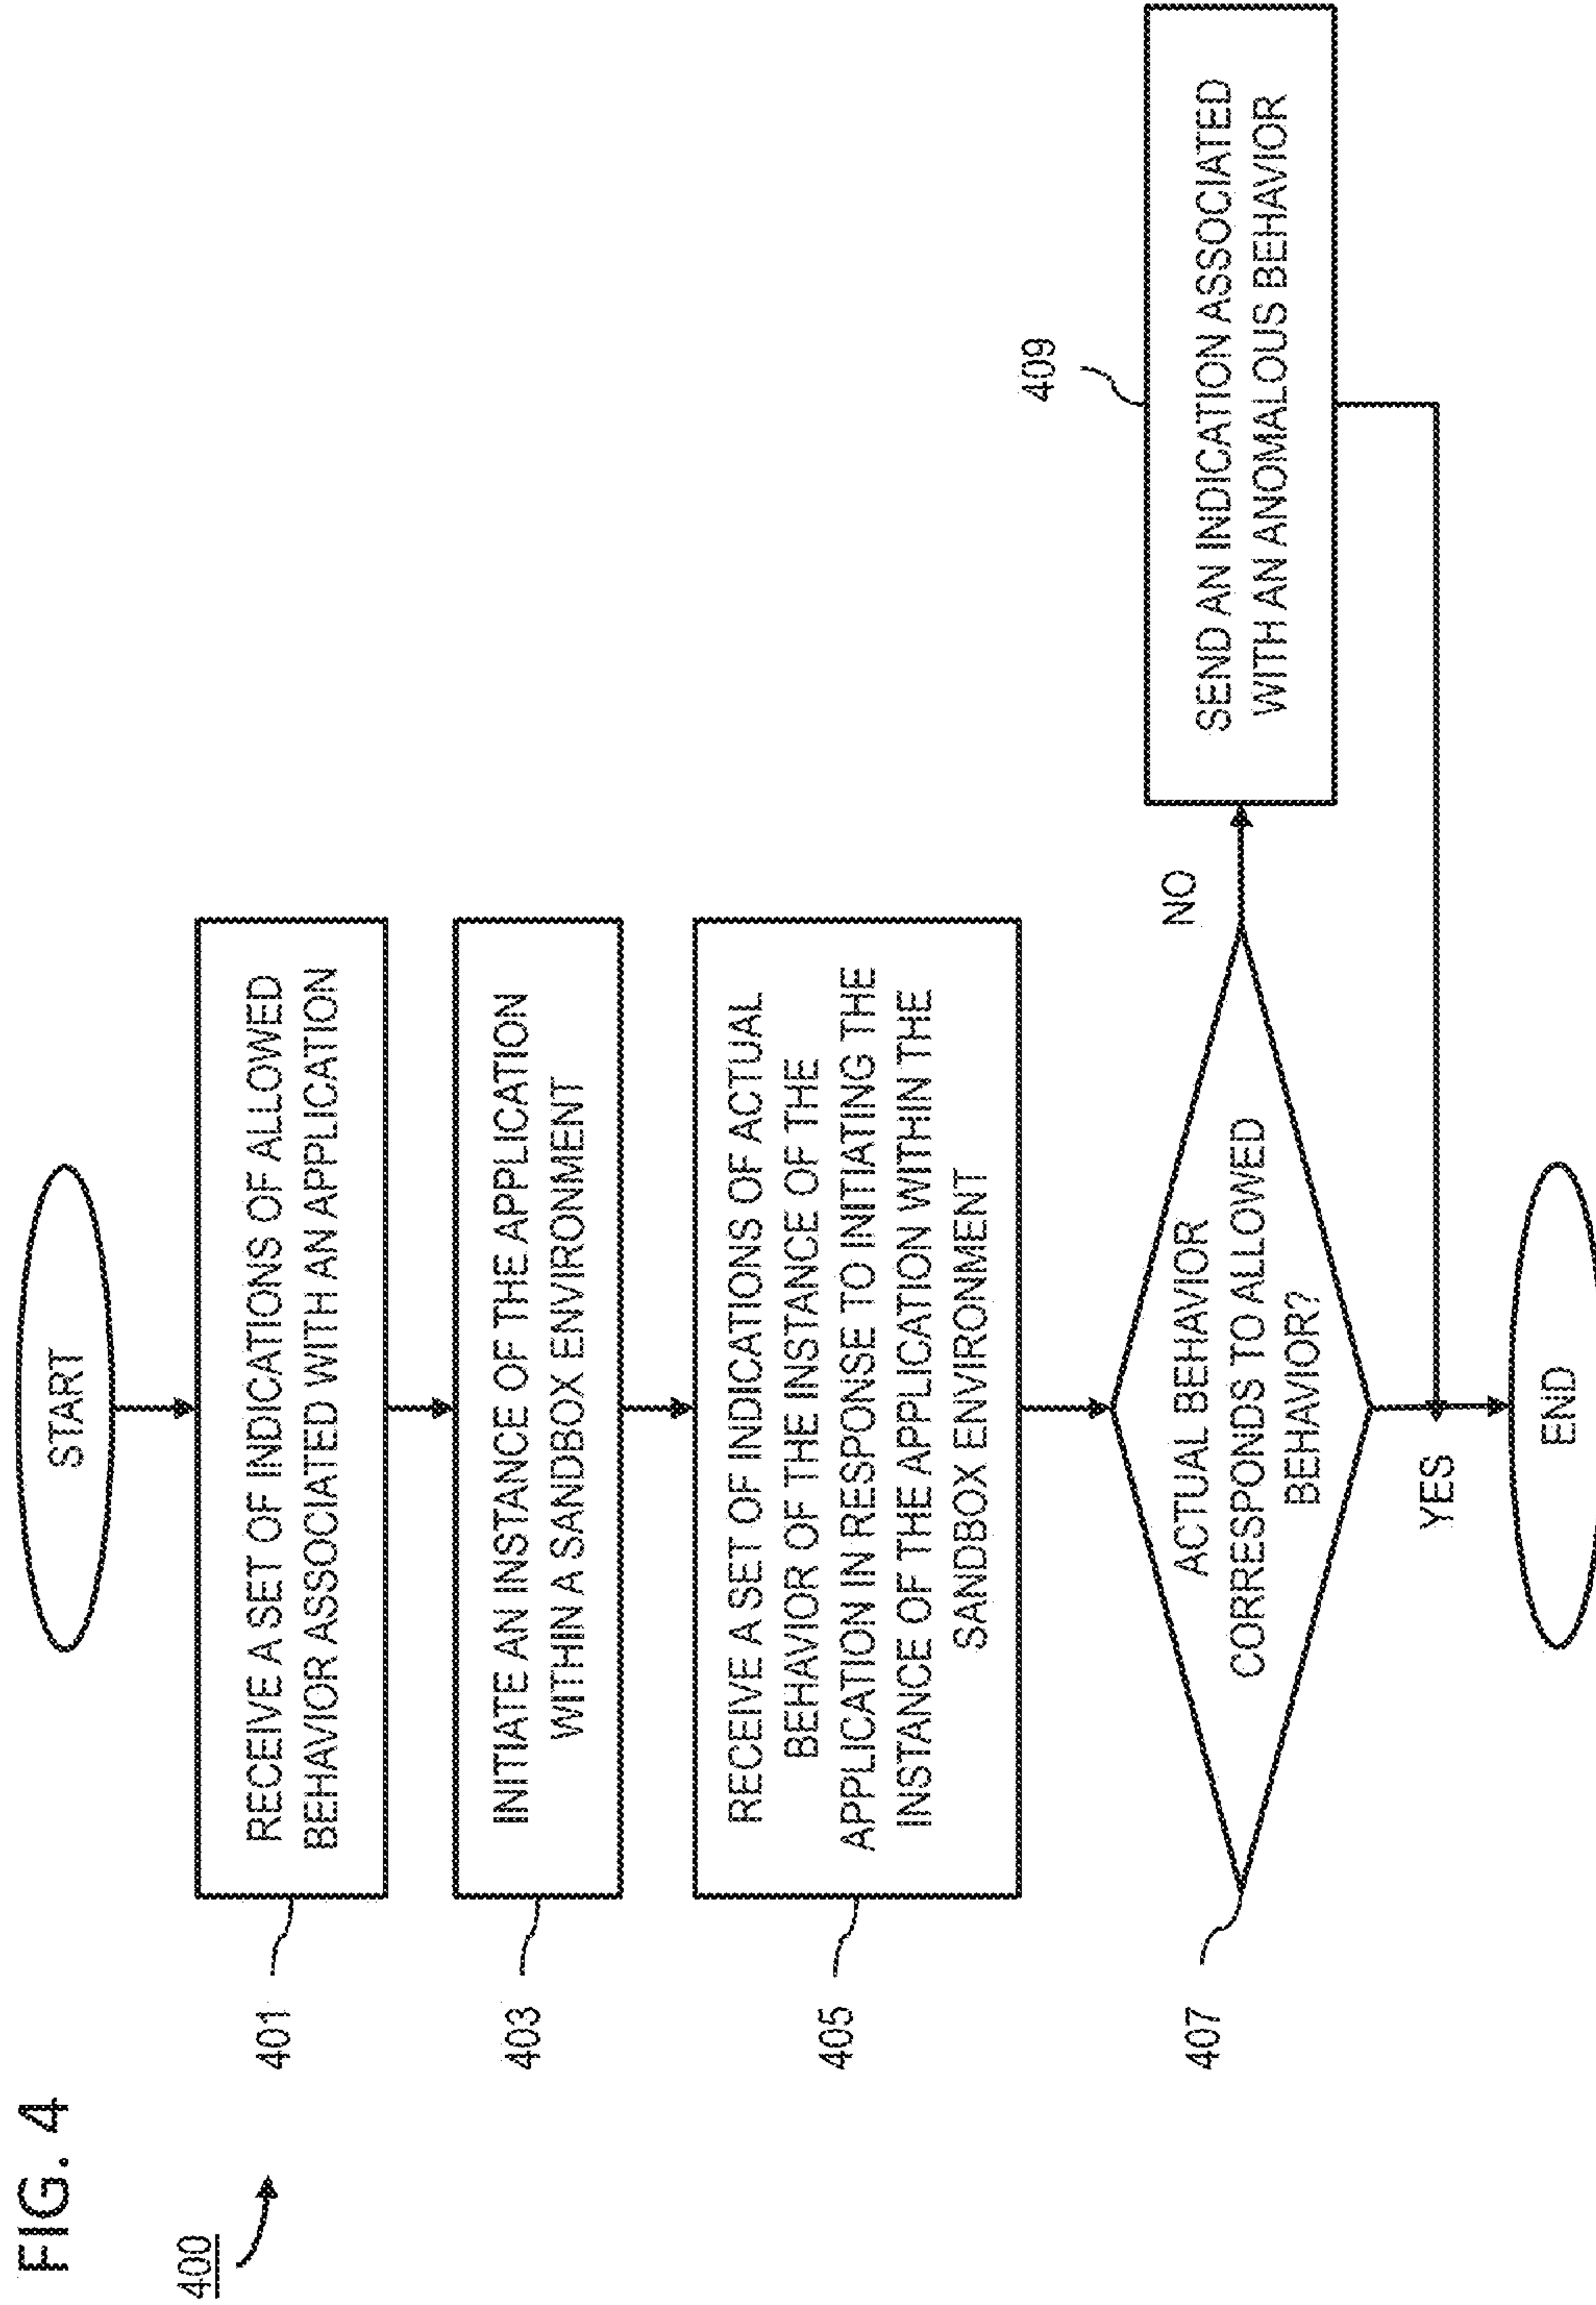 FIG. 4
400
START
401
RECEIVE A SET OF INDICATIONS OF ALLOWED
BEHAVIOR ASSOCIATED WITH AN APPLICATION
403
INITIATE AN INSTANCE OF THE APPLICATION
WITHIN A SANDBOX ENVIRONMENT
405
RECEIVE A SET OF INDICATIONS OF ACTUAL
BEHAVIOR OF THE INSTANCE OF THE
APPLICATION IN RESPONSE TO INITIATING THE
INSTANCE OF THE APPLICATION WITHIN THE
SANDBOX ENVIRONMENT
407
ACTUAL BEHAVIOR
CORRESPONDS TO ALLOWED
BEHAVIOR?
NO
409
SEND AN INDICATION ASSOCIATED
WITH AN ANOMALOUS BEHAVIOR
YES
END